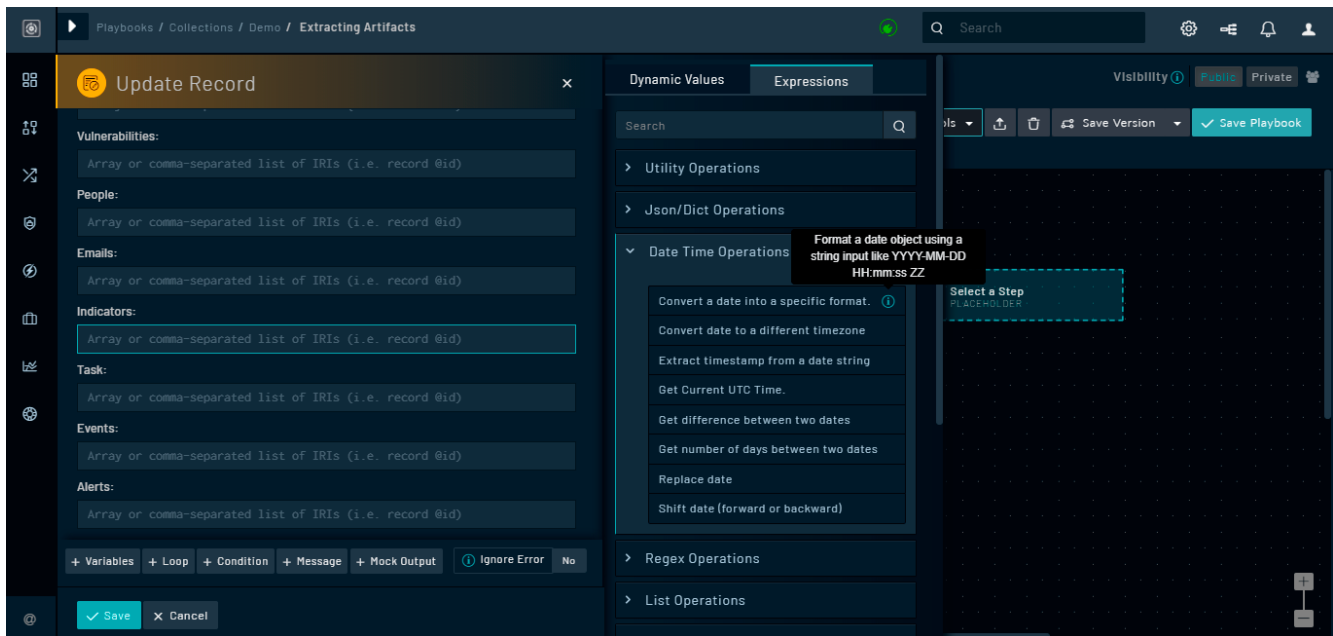 Playbooks / Collections / Demo / Extracting Artifacts
Search
Update Record
Vulnerabilities:
Array or comma-separated list of IRIs (i.e. record @id)
People:
Array or comma-separated list of IRIs (i.e. record @id)
Emails:
Array or comma-separated list of IRIs (i.e. record @id)
Indicators:
Array or comma-separated list of IRIs (i.e. record @id)
Task:
Array or comma-separated list of IRIs (i.e. record @id)
Events:
Array or comma-separated list of IRIs (i.e. record @id)
Alerts:
Array or comma-separated list of IRIs (i.e. record @id)
+ Variables + Loop + Condition + Message + Mock Output Ignore Error No
Save Cancel
@
Dynamic Values Expressions
Search
Utility Operations
Json/Dict Operations
Date Time Operations
Format a date object using a
string input like YYYY-MM-DD
HH:mm:ss ZZ
Convert a date into a specific format.
Convert date to a different timezone
Extract timestamp from a date string
Get Current UTC Time.
Get difference between two dates
Get number of days between two dates
Replace date
Shift date (forward or backward)
Regex Operations
List Operations
Visibility Public Private
ols Save Version Save Playbook
Select a Step
PLACEHOLDER